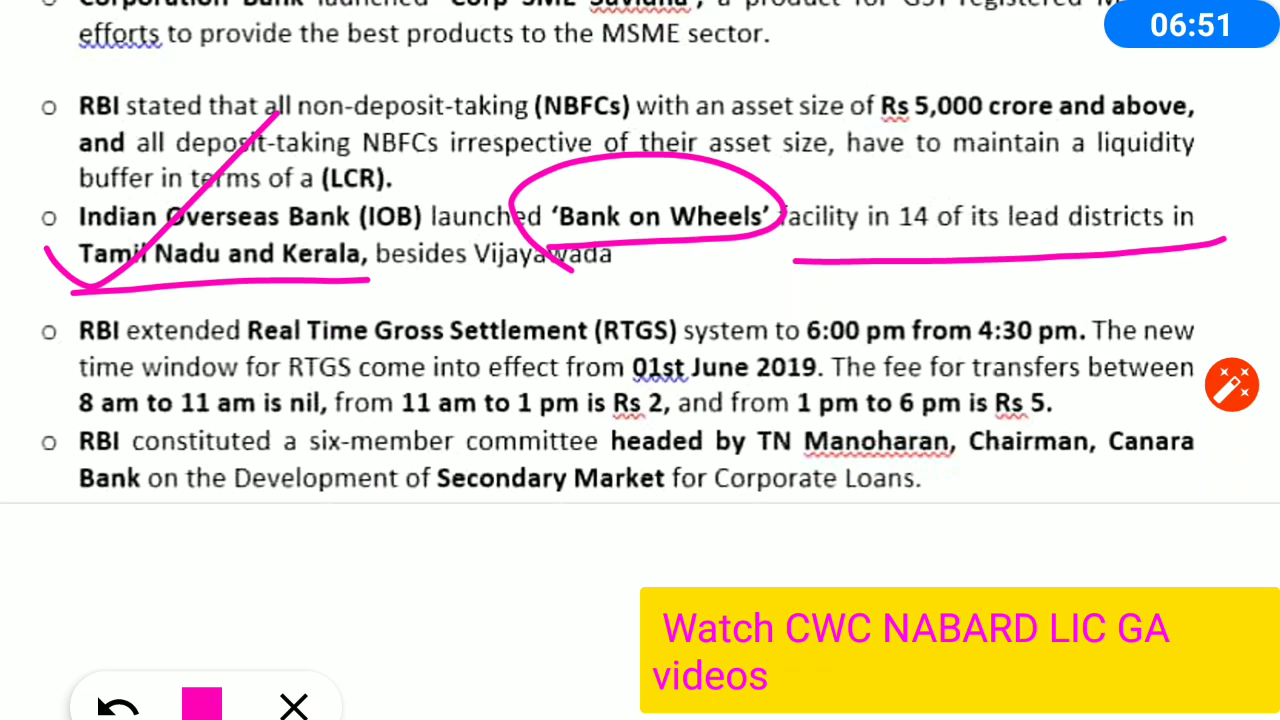 06:51
efforts to provide the best products to the MSME sector.
o RBI stated that all non-deposit-taking (NBFCs) with an asset size of Rs 5,000 crore and above,
and all deposit-taking NBFCs irrespective of their asset size, have to maintain a liquidity
buffer in terms of a (LCR).
o Indian Overseas Bank (IOB) launched ‘Bank on Wheels’ facility in 14 of its lead districts in
Tamil Nadu and Kerala, besides Vijayawada
o RBI extended Real Time Gross Settlement (RTGS) system to 6:00 pm from 4:30 pm. The new
time window for RTGS come into effect from 01st June 2019. The fee for transfers between
8 am to 11 am is nil, from 11 am to 1 pm is Rs 2, and from 1 pm to 6 pm is Rs 5.
o RBI constituted a six-member committee headed by TN Manoharan, Chairman, Canara
Bank on the Development of Secondary Market for Corporate Loans.
Watch CWC NABARD LIC GA
videos